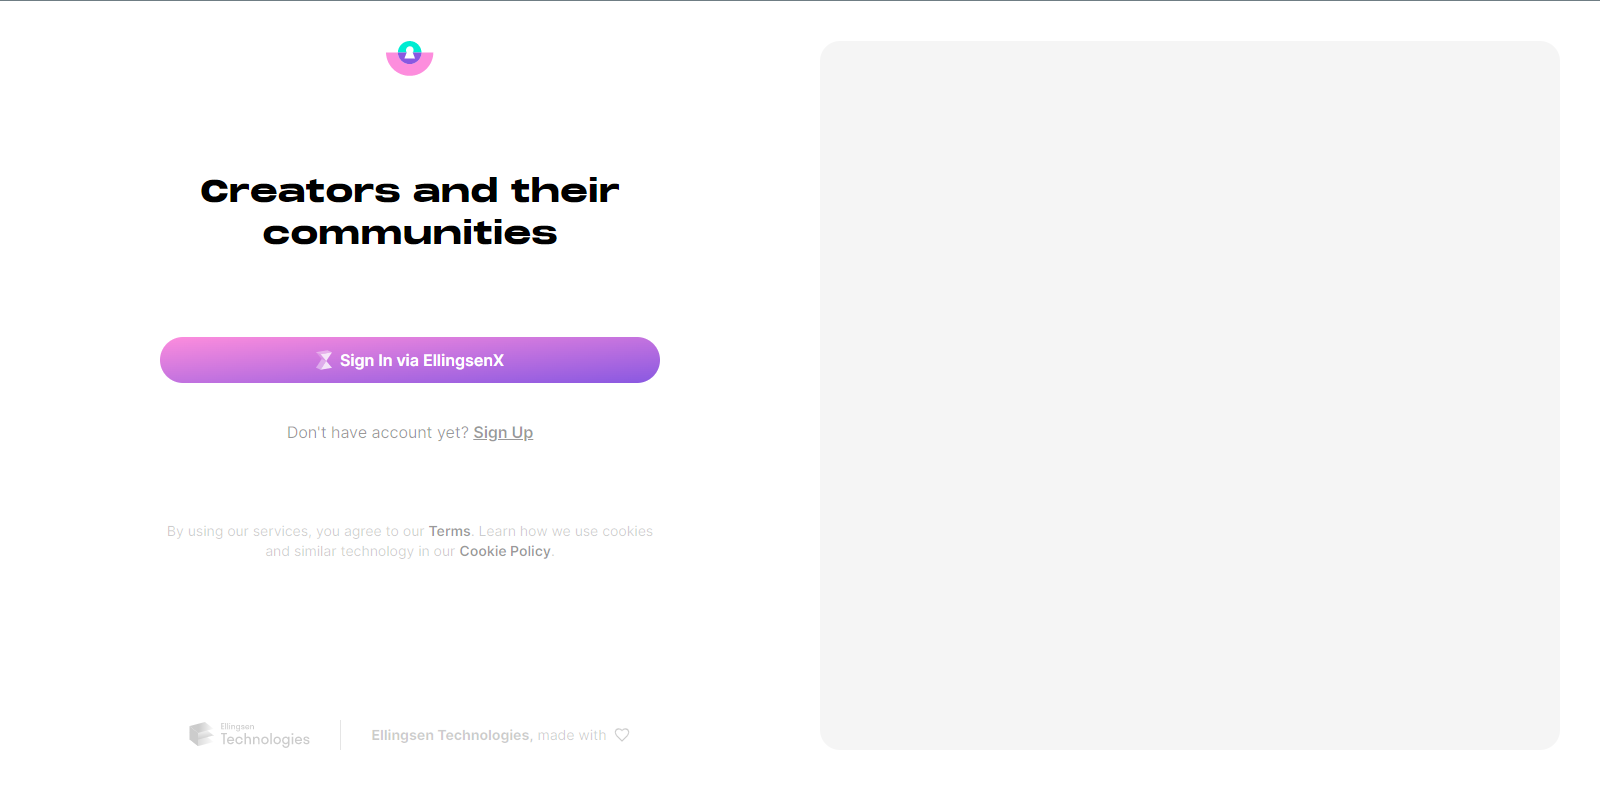 Creators and their
communities
Sign In via EllingsenX
Don't have account yet? Sign Up
By using our services, you agree to our Terms. Learn how we use cookies
and similar technology in our Cookie Policy.
Ellingsen
Technologies
Ellingsen Technologies, made with